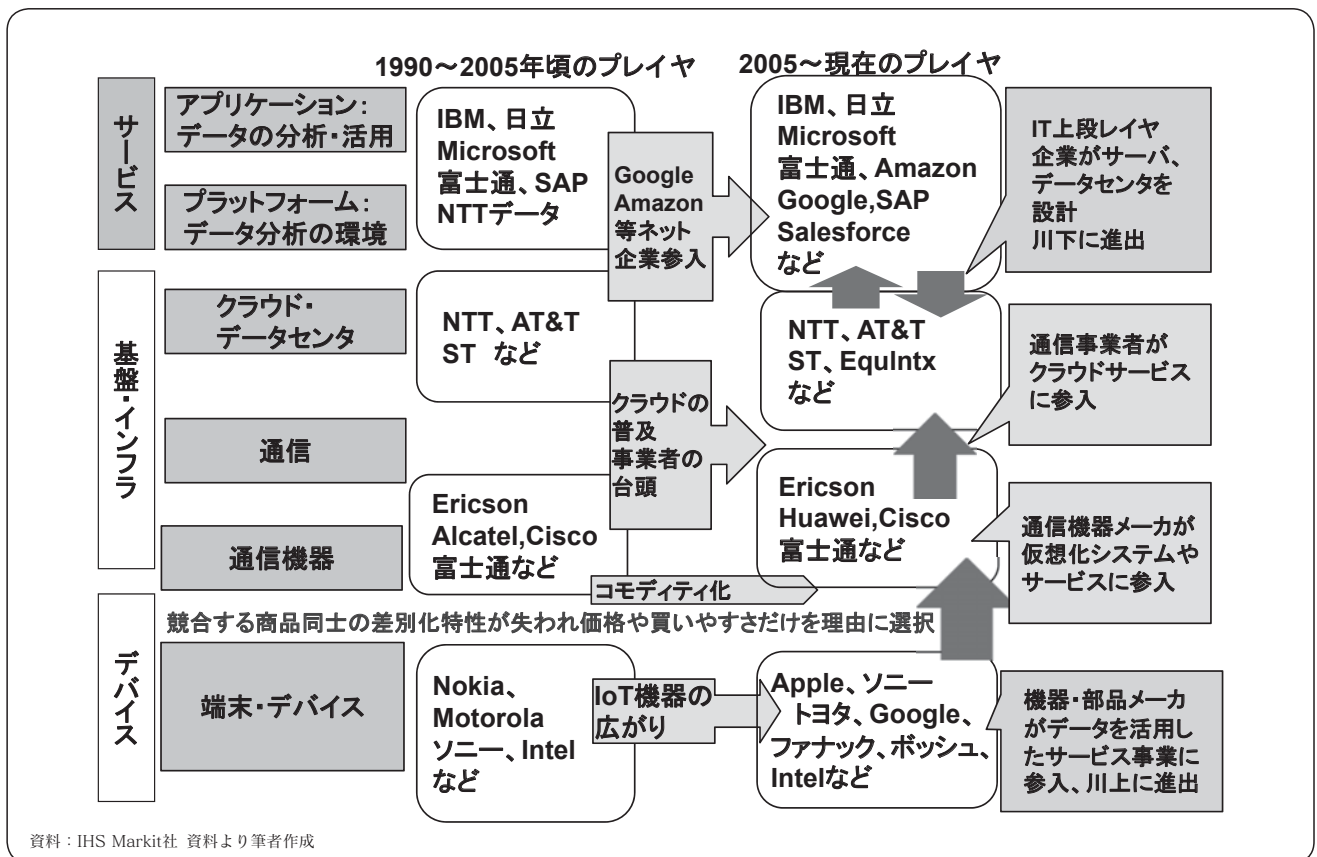 1990～2005年頃のプレイヤ
2005～現在のプレイヤ
サービス
アプリケーション：
データの分析・活用
プラットフォーム：
データ分析の環境
IBM、日立
Microsoft
富士通、SAP
NTTデータ
Google
Amazon
等ネット
企業参入
IBM、日立
Microsoft
富士通、Amazon
Google,SAP
Salesforce
など
IT上段レイヤ
企業がサーバ、
データセンタを
設計
川下に進出
基盤・インフラ
クラウド・
データセンタ
NTT、AT&T
ST など
NTT、AT&T
ST、EquIntx
など
通信事業者が
クラウドサービス
に参入
通信
クラウドの
普及
事業者の
台頭
通信機器
Ericson
Alcatel,Cisco
富士通など
Ericson
Huawei,Cisco
富士通など
通信機器メーカが
仮想化システムや
サービスに参入
コモディティ化
競合する商品同士の差別化特性が失われ価格や買いやすさだけを理由に選択
デバイス
端末・デバイス
Nokia、
Motorola
ソニー、Intel
など
IoT機器の
広がり
Apple、ソニー
トヨタ、Google、
ファナック、ボッシュ、
Intelなど
機器・部品メーカ
がデータを活用し
たサービス事業に
参入、川上に進出
資料：IHS Markit社 資料より筆者作成